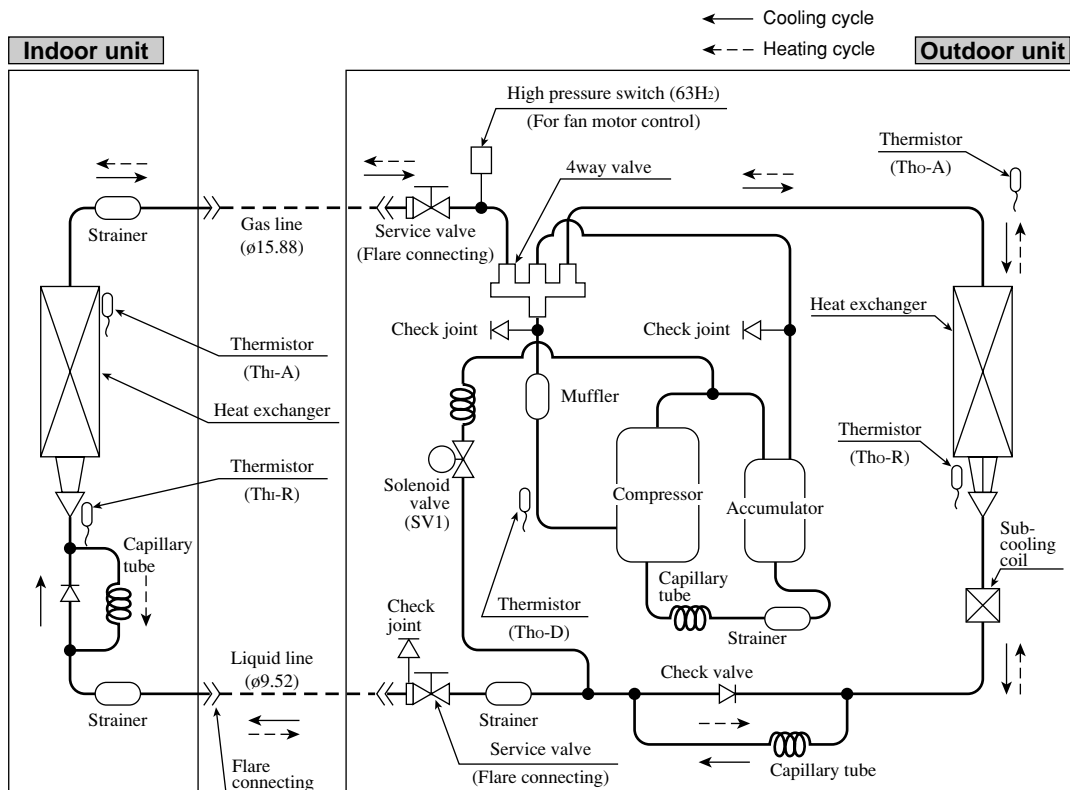 Cooling cycle
Heating cycle
Indoor unit
Outdoor unit
High pressure switch (63H₂)
(For fan motor control)
4way valve
Thermistor
(Tho-A)
Strainer
Gas line
(ø15.88)
Service valve
(Flare connecting)
Heat exchanger
Check joint
Check joint
Thermistor
(ThI-A)
Heat exchanger
Muffler
Thermistor
(Tho-R)
Thermistor
(ThI-R)
Solenoid
valve
(SV1)
Compressor
Accumulator
Sub-
cooling
coil
Capillary
tube
Capillary
tube
Thermistor
(Tho-D)
Strainer
Check
joint
Liquid line
(ø9.52)
Check valve
Strainer
Strainer
Service valve
(Flare connecting)
Capillary tube
Flare
connecting